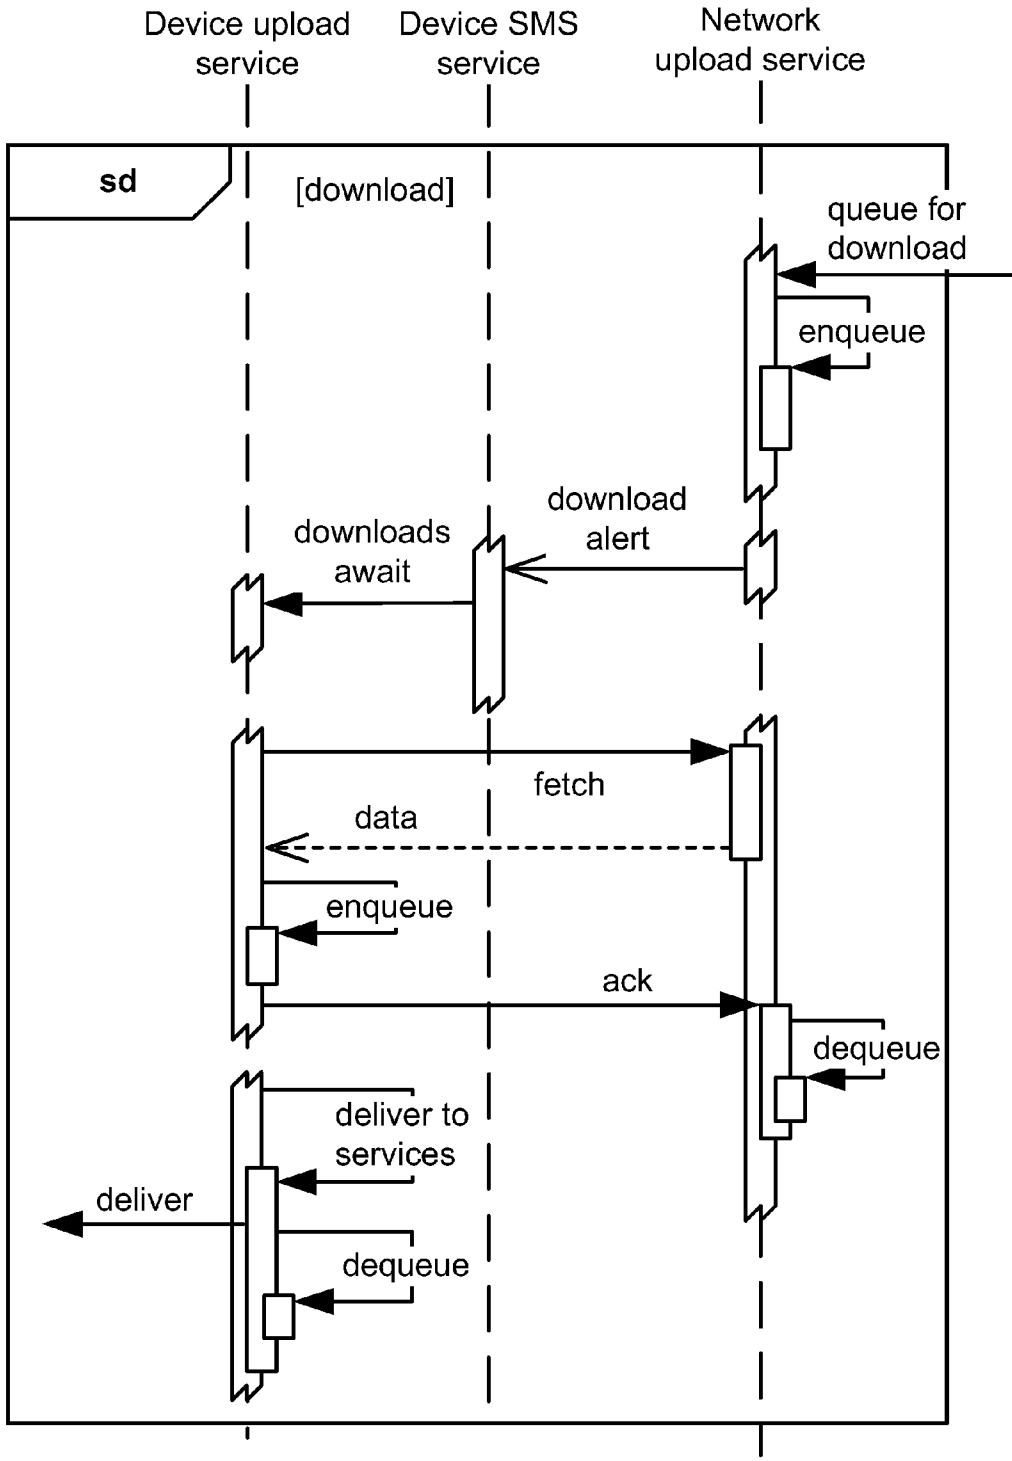 Device upload
service
Device SMS
service
Network
upload service
sd
[download]
queue for
download
enqueue
download
alert
downloads
await
fetch
data
enqueue
ack
dequeue
deliver to
services
deliver
dequeue